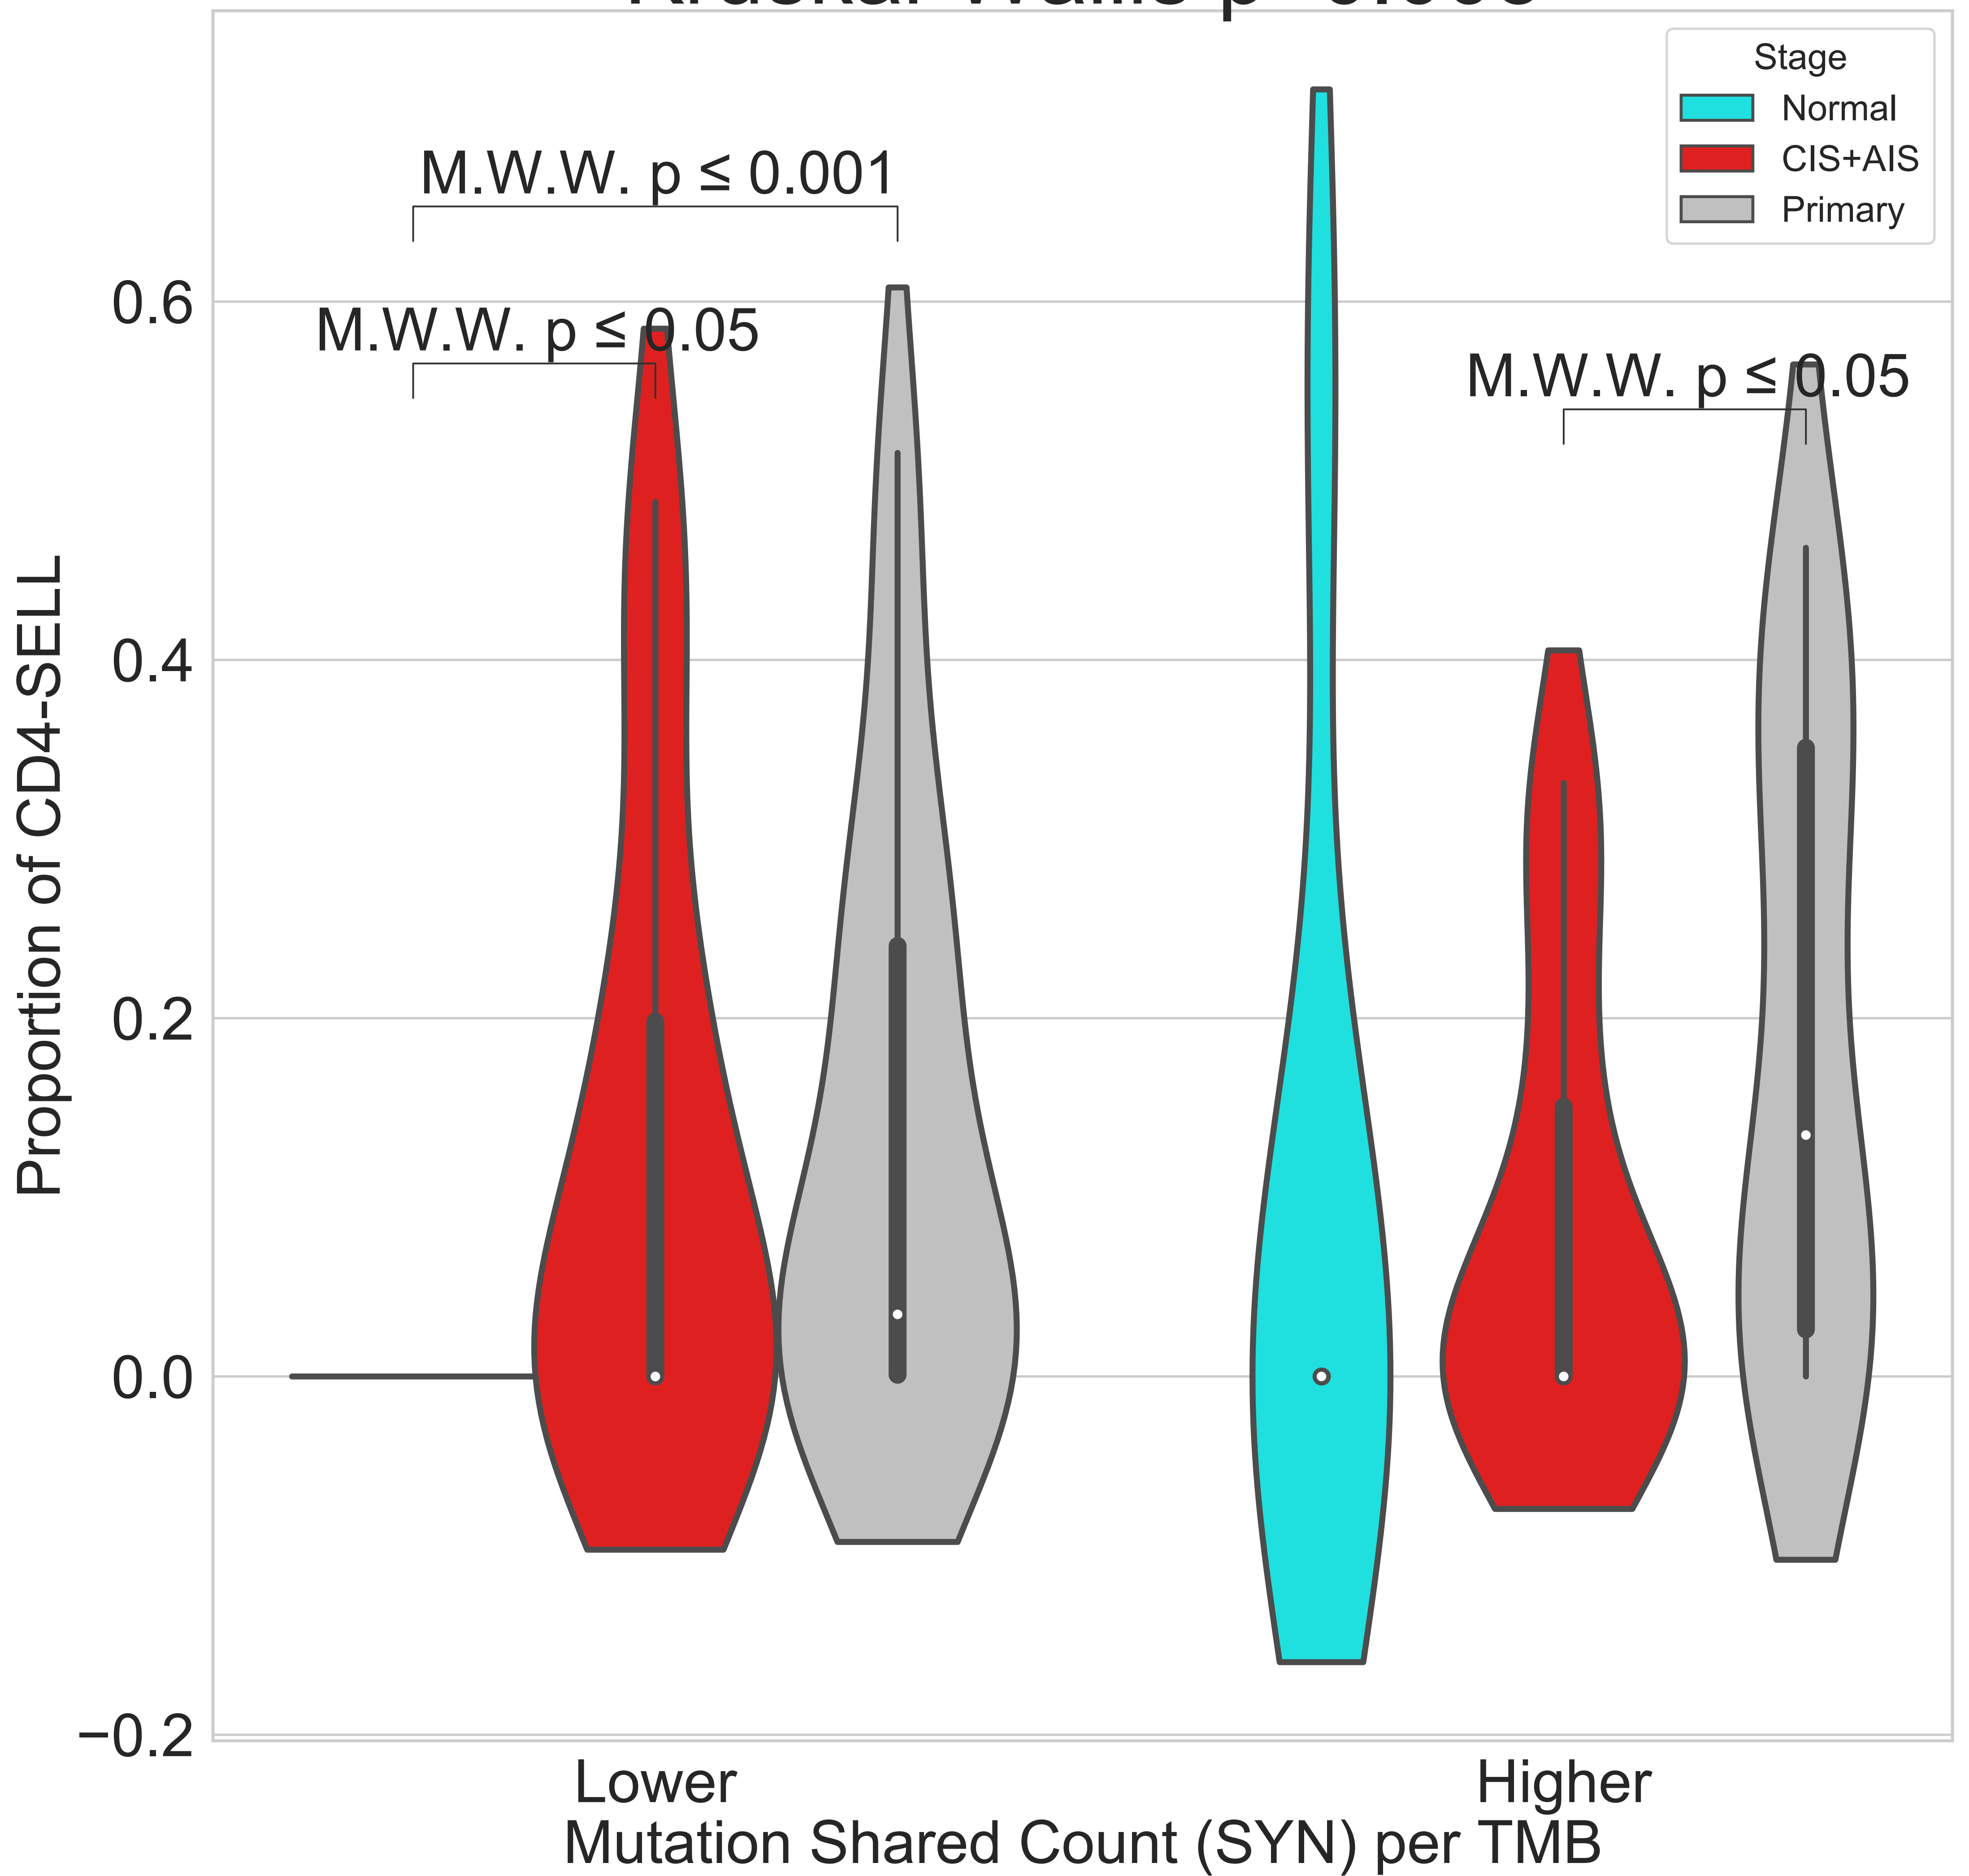 Stage
Normal
CIS+AIS
Primary
M.W.W. p ≤ 0.001
M.W.W. p ≤ 0.05
M.W.W. p ≤ 0.05
0.6
0.4
0.2
0.0
−0.2
Proportion of CD4-SELL
Lower
Higher
Mutation Shared Count (SYN) per TMB